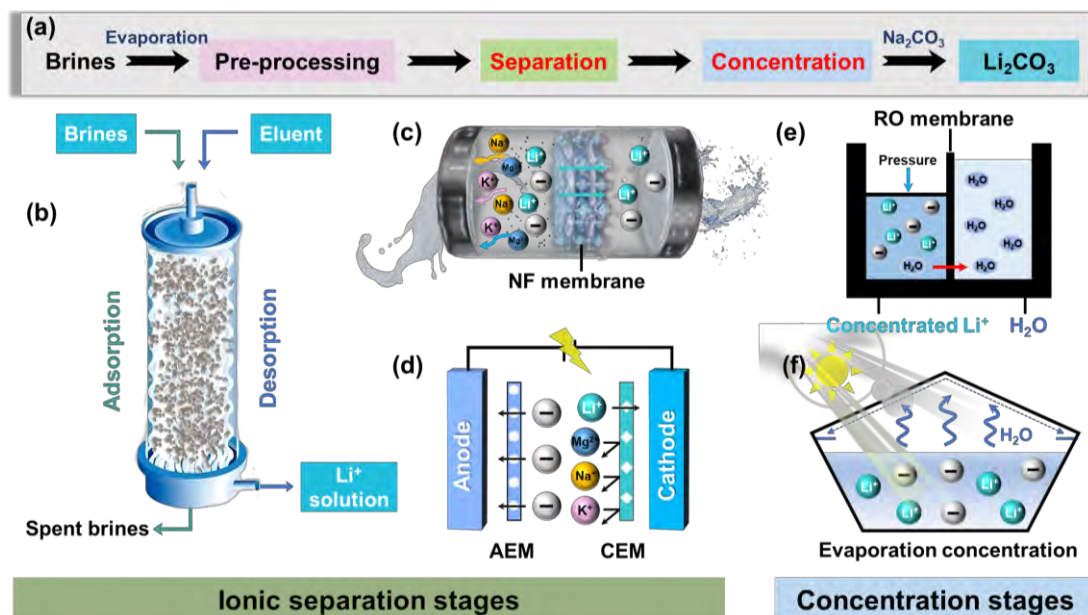 (a)
Evaporation
Na₂CO₃
Brines
Pre-processing
Separation
Concentration
Li₂CO₃
Brines
Eluent
(b)
Adsorption
Desorption
Li⁺
solution
Spent brines
(c)
Na⁺
Mg²⁺
Li⁺
Li⁺
K⁺
Na⁺
Li⁺
Li⁺
K⁺
Mg²⁺
NF membrane
(d)
Anode
Li⁺
Mg²⁺
Na⁺
K⁺
Cathode
AEM
CEM
(e)
RO membrane
Pressure
Li⁺
Li⁺
Li⁺
H₂O
H₂O
H₂O
H₂O
H₂O
H₂O
H₂O
Concentrated Li⁺
H₂O
(f)
H₂O
Li⁺
Li⁺
Li⁺
Li⁺
Evaporation concentration
Ionic separation stages
Concentration stages